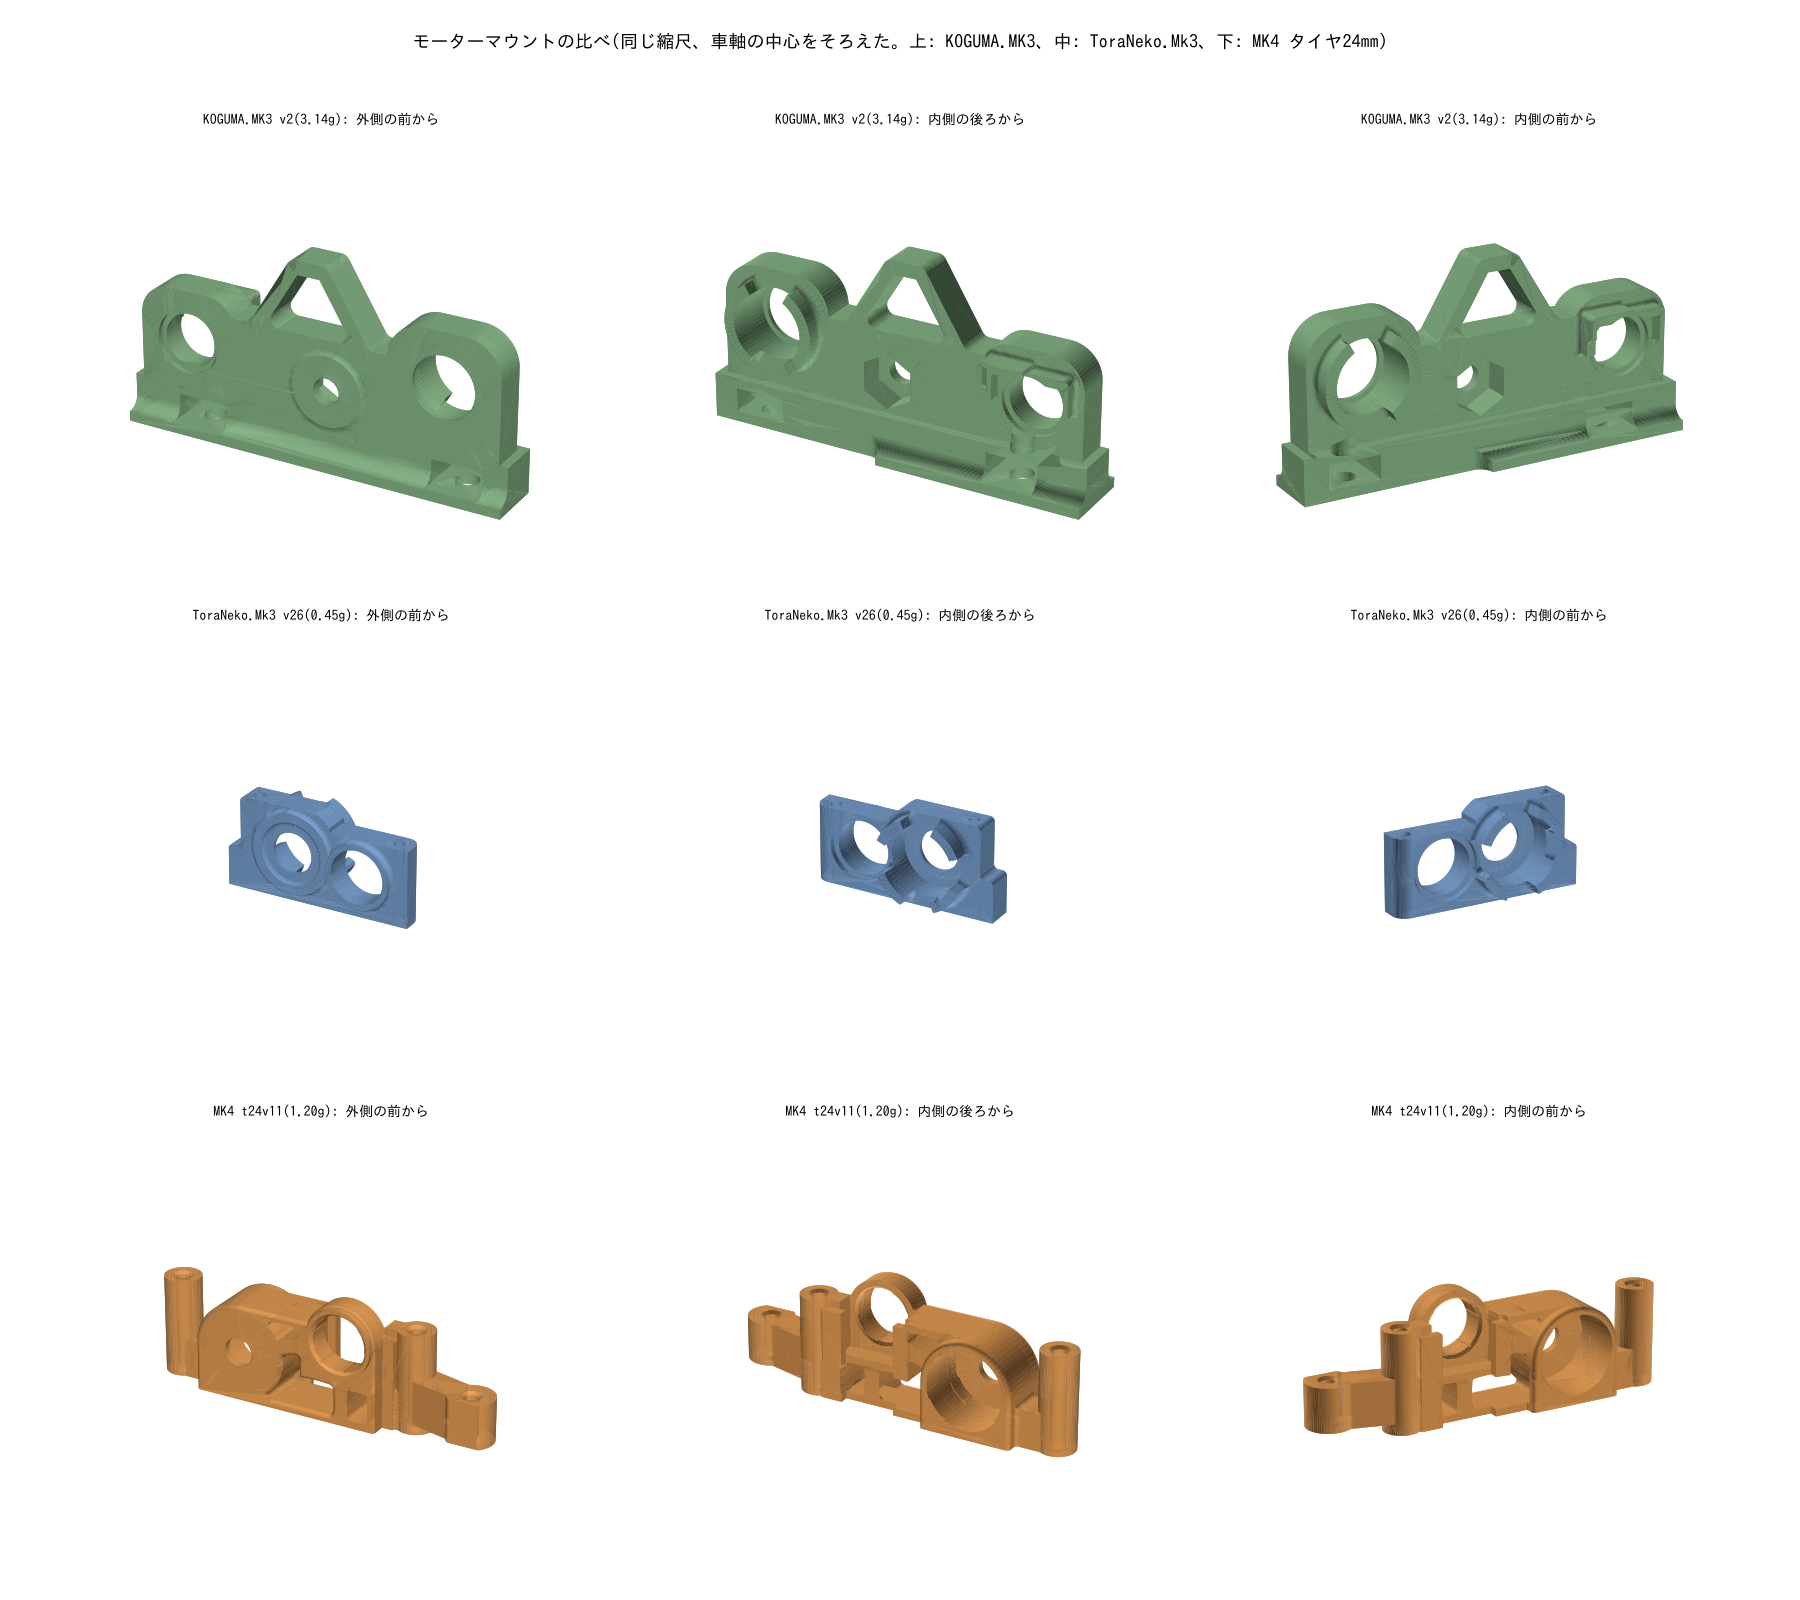 モーターマウントの比べ(同じ縮尺、車軸の中心をそろえた。上: KOGUMA.MK3、中: ToraNeko.Mk3、下: MK4 タイヤ24mm)
KOGUMA.MK3 v2(3.14g): 外側の前から
KOGUMA.MK3 v2(3.14g): 内側の後ろから
KOGUMA.MK3 v2(3.14g): 内側の前から
ToraNeko.Mk3 v26(0.45g): 外側の前から
ToraNeko.Mk3 v26(0.45g): 内側の後ろから
ToraNeko.Mk3 v26(0.45g): 内側の前から
MK4 t24v11(1.20g): 外側の前から
MK4 t24v11(1.20g): 内側の後ろから
MK4 t24v11(1.20g): 内側の前から